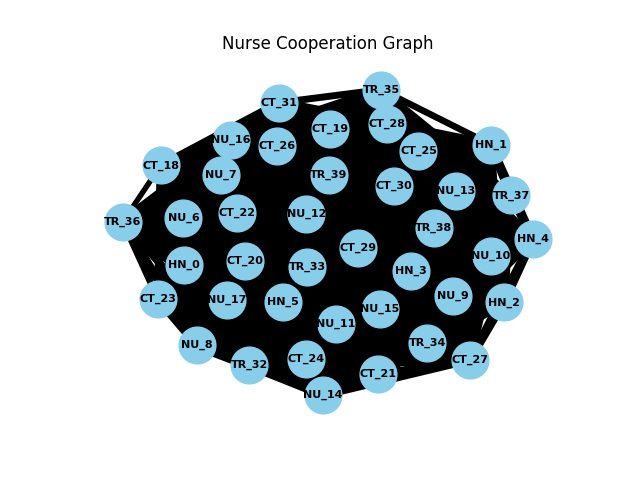 Nurse Cooperation Graph
TR_35
CT_31
CT_28
CT_19
NU_16
HN_1
CT_26
CT_25
CT_18
NU_7
TR_39
CT_30
NU_13
TR_37
CT_22
NU_12
NU_6
TR_36
TR_38
HN_4
CT_29
NU_10
CT_20
HN_0
TR_33
HN_3
NU_9
CT_23
NU_17
HN_5
HN_2
NU_15
NU_11
TR_34
NU_8
CT_24
CT_27
TR_32
CT_21
NU_14